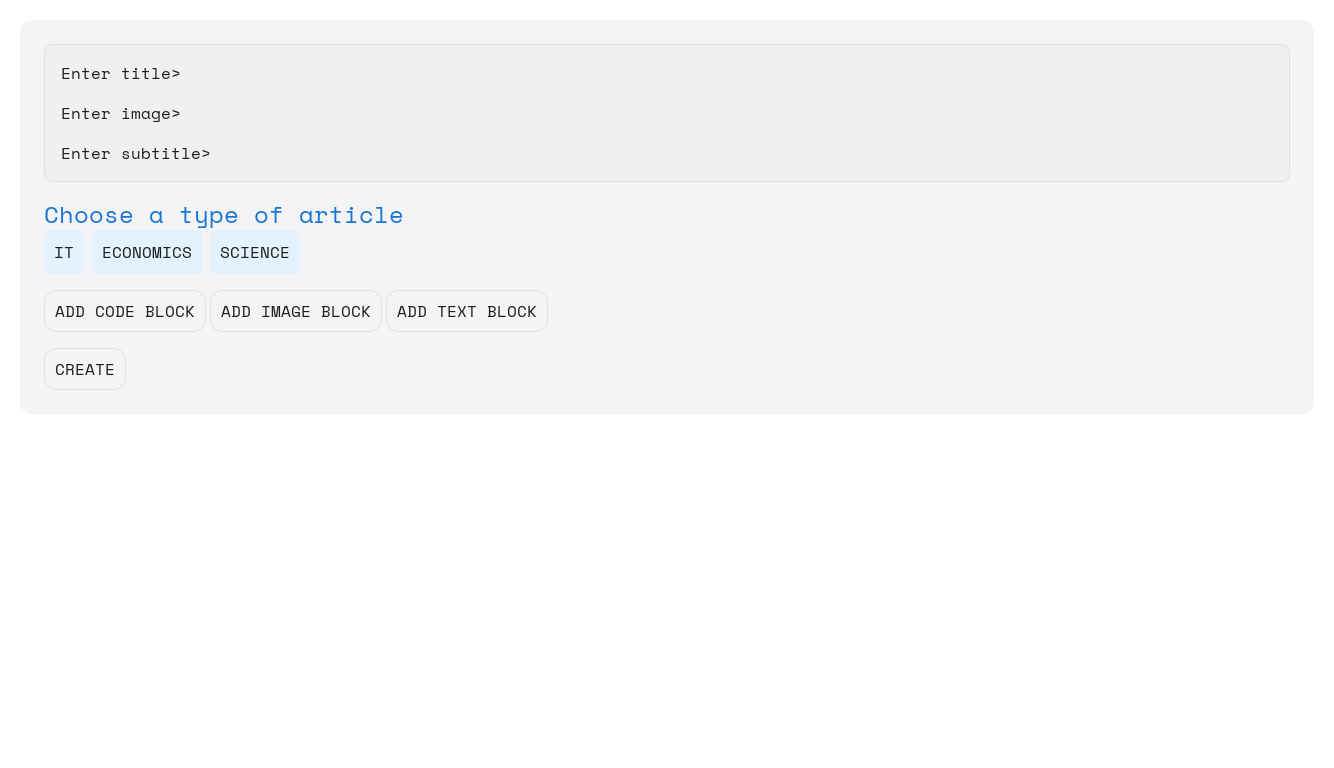 Enter title>
Enter image>
Enter subtitle>
Choose a type of article
IT ECONOMICS SCIENCE
ADD CODE BLOCK ADD IMAGE BLOCK ADD TEXT BLOCK
CREATE